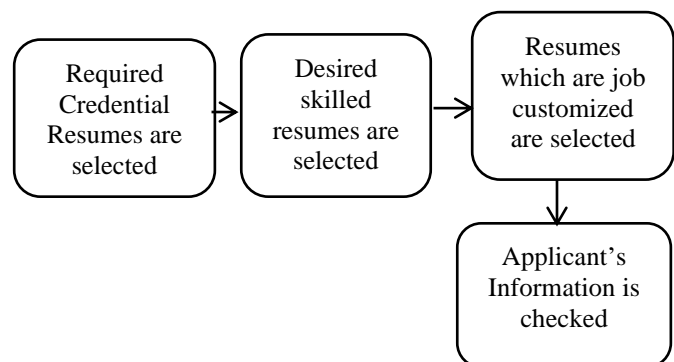 Required
Credential
Resumes are
selected
Desired
skilled
resumes are
selected
Resumes
which are job
customized
are selected
Applicant’s
Information is
checked